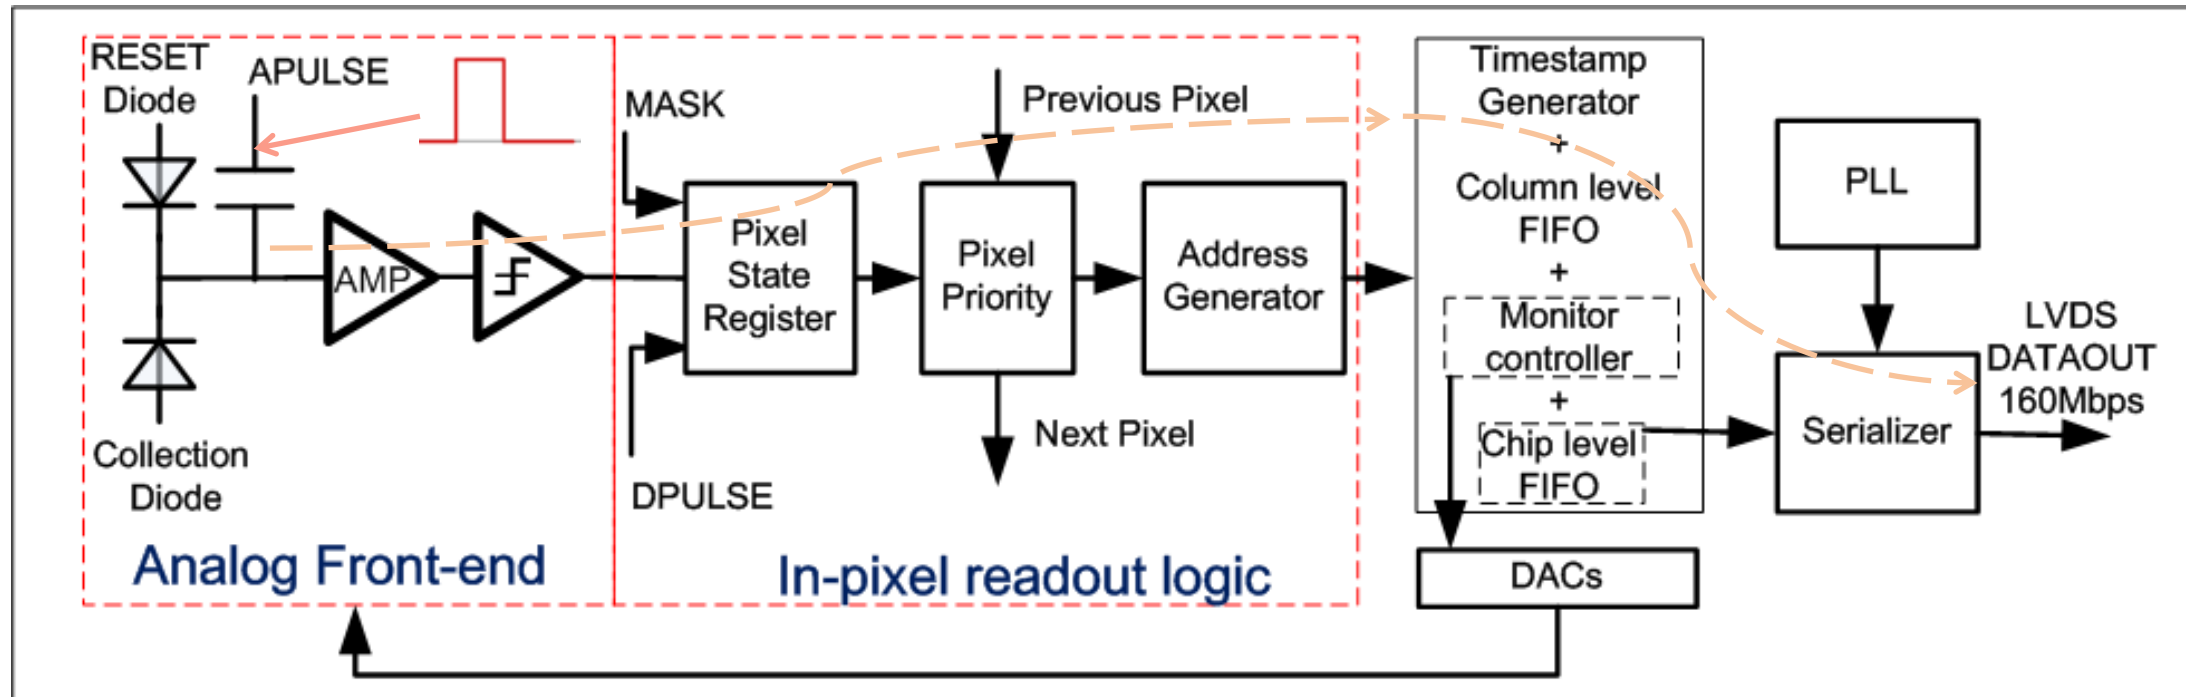 RESET
Diode
APULSE
AMP
Collection
Diode
Analog Front-end
MASK
Pixel
State
Register
DPULSE
Previous Pixel
Pixel
Priority
Next Pixel
Address
Generator
In-pixel readout logic
Timestamp
Generator
+
Column level
FIFO
+
Monitor
controller
+
Chip level
FIFO
DACs
PLL
Serializer
LVDS
DATAOUT
160Mbps